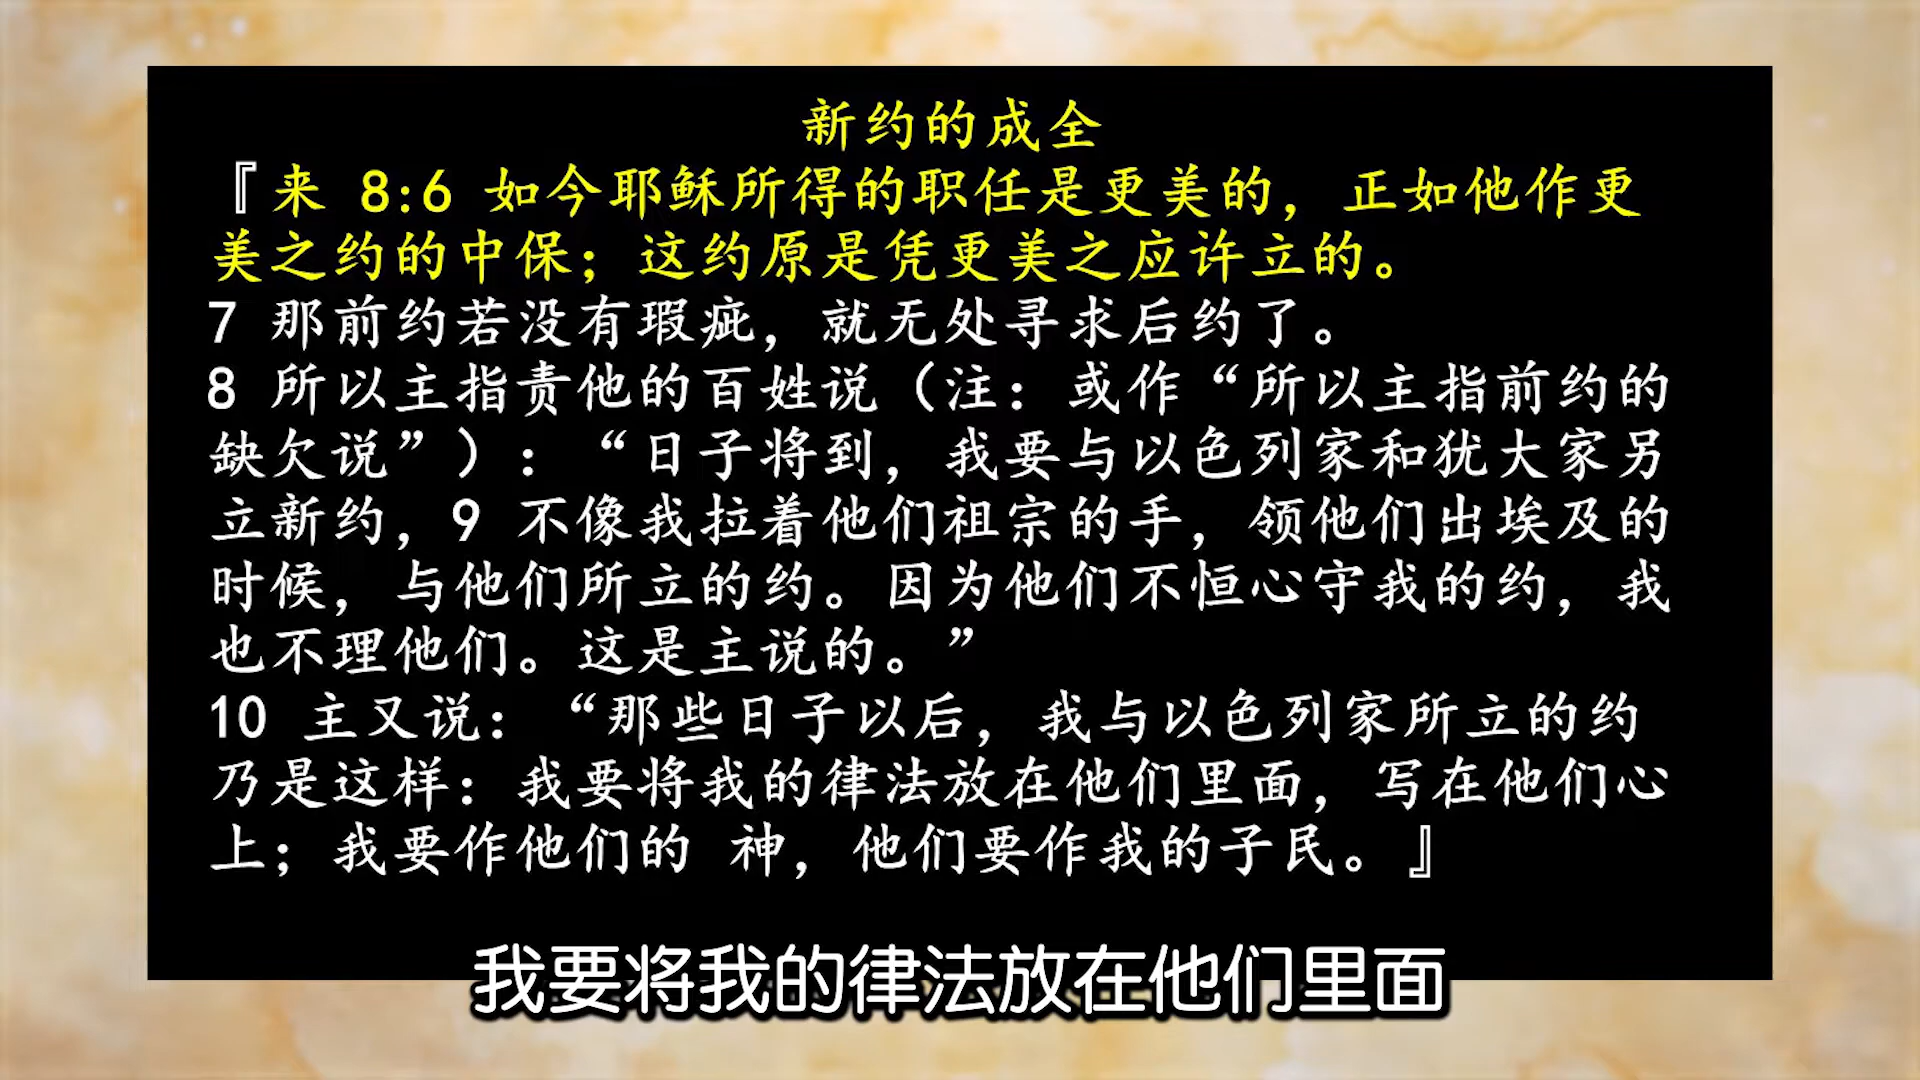 新约的成全
『来 8:6 如今耶稣所得的职任是更美的，正如他作更
美之约的中保；这约原是凭更美之应许立的。
7 那前约若没有瑕疵，就无处寻求后约了。
8 所以主指责他的百姓说（注：或作“所以主指前约的
缺欠说”）：“日子将到，我要与以色列家和犹大家另
立新约，9 不像我拉着他们祖宗的手，领他们出埃及的
时候，与他们所立的约。因为他们不恒心守我的约，我
也不理他们。这是主说的。”
10 主又说：“那些日子以后，我与以色列家所立的约
乃是这样：我要将我的律法放在他们里面，写在他们心
上；我要作他们的 神，他们要作我的子民。』
我要将我的律法放在他们里面